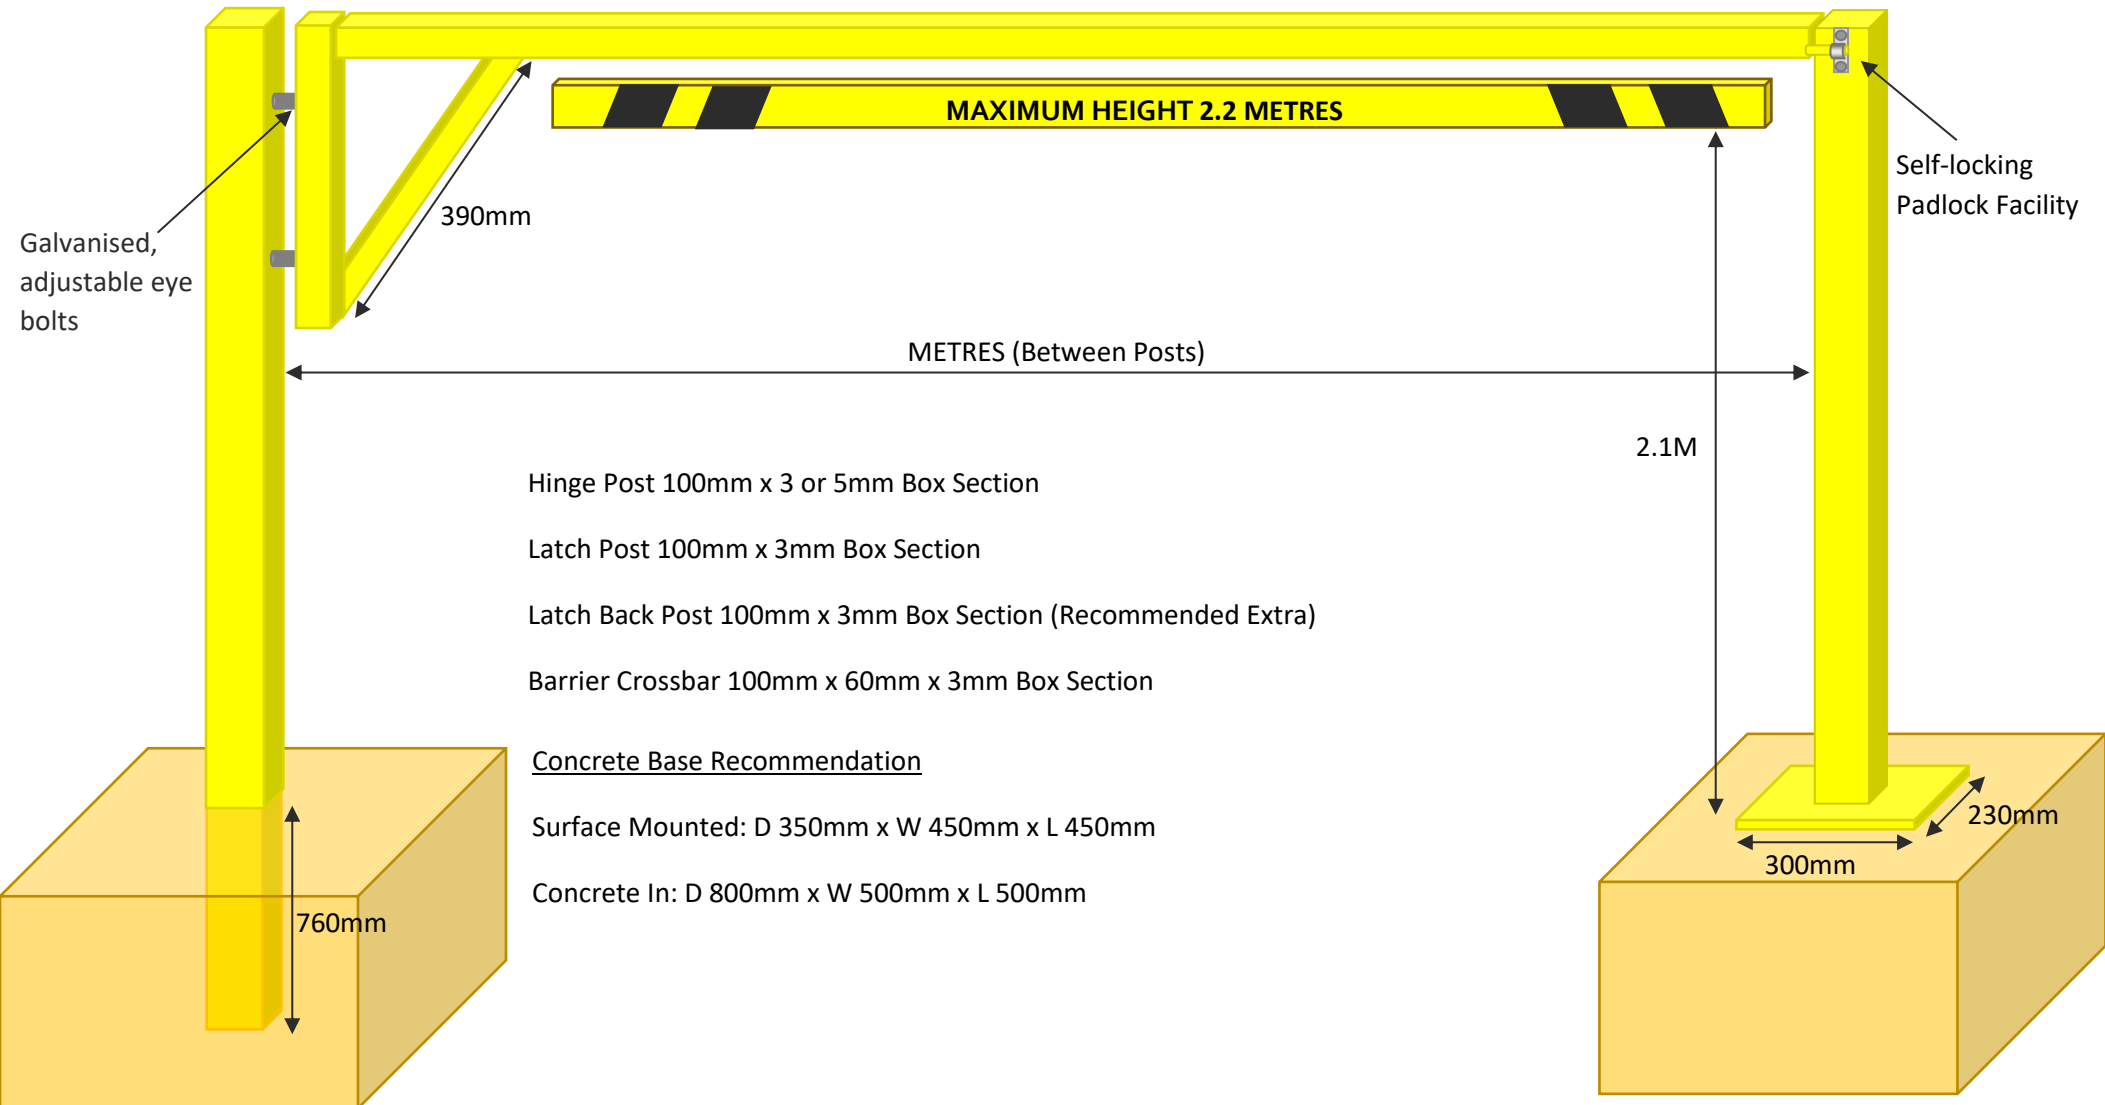 MAXIMUM HEIGHT 2.2 METRES
Self-locking
Padlock Facility
390mm
Galvanised,
adjustable eye
bolts
METRES (Between Posts)
2.1M
Hinge Post 100mm x 3 or 5mm Box Section
Latch Post 100mm x 3mm Box Section
Latch Back Post 100mm x 3mm Box Section (Recommended Extra)
Barrier Crossbar 100mm x 60mm x 3mm Box Section
Concrete Base Recommendation
Surface Mounted: D 350mm x W 450mm x L 450mm
Concrete In: D 800mm x W 500mm x L 500mm
230mm
300mm
760mm